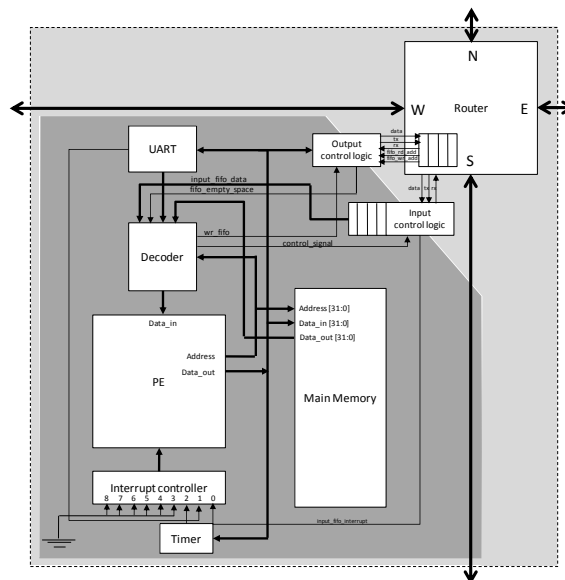 N
W
Router
E
S
data
tx
rx
fifo_rd_add
fifo_wr_add
UART
Output
control logic
input_fifo_data
fifo_empty_space
data tx rx
Input
control logic
wr_fifo
control_signal
Decoder
Address [31:0]
Data_in [31:0]
Data_out [31:0]
Data_in
Address
Data_out
PE
Main Memory
Interrupt controller
8 7 6 5 4 3 2 1 0
input_fifo_interrupt
Timer